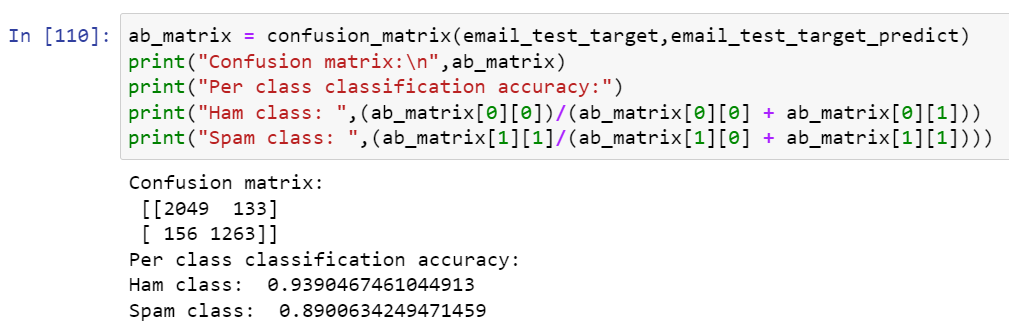 In [110]: ab_matrix = confusion_matrix(email_test_target,email_test_target_predict)
print("Confusion matrix:\n",ab_matrix)
print("Per class classification accuracy:")
print("Ham class: ",(ab_matrix[0][0])/(ab_matrix[0][0] + ab_matrix[0][1]))
print("Spam class: ",(ab_matrix[1][1]/(ab_matrix[1][0] + ab_matrix[1][1])))
Confusion matrix:
[[2049  133]
[ 156 1263]]
Per class classification accuracy:
Ham class:  0.9390467461044913
Spam class:  0.8900634249471459